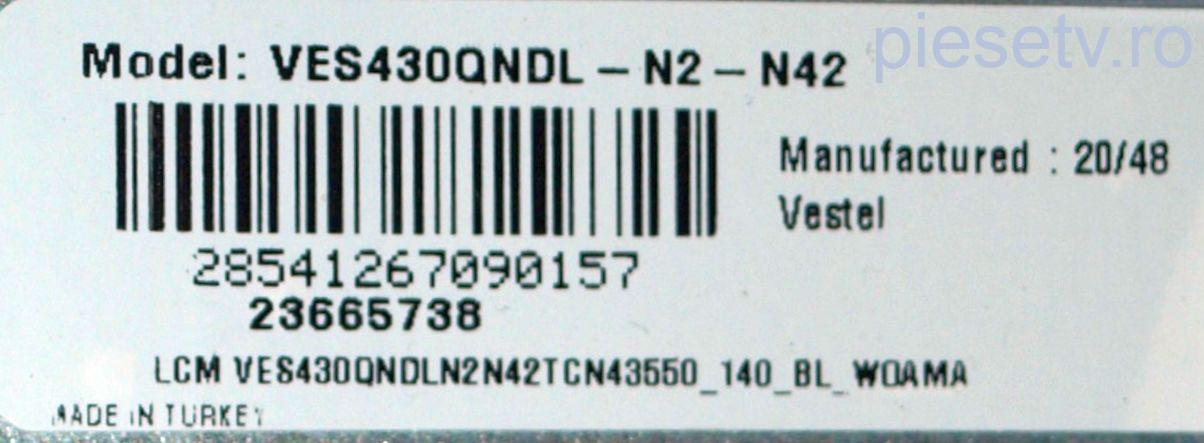 piesetv.ro
Model: VES430QNDL – N2 – N42
Manufactured : 20/48
Vestel
28541267090157
23665738
LCM VES430QNDLN2N42TCN43550_140_BL_WOAMA
MADE IN TURKEY